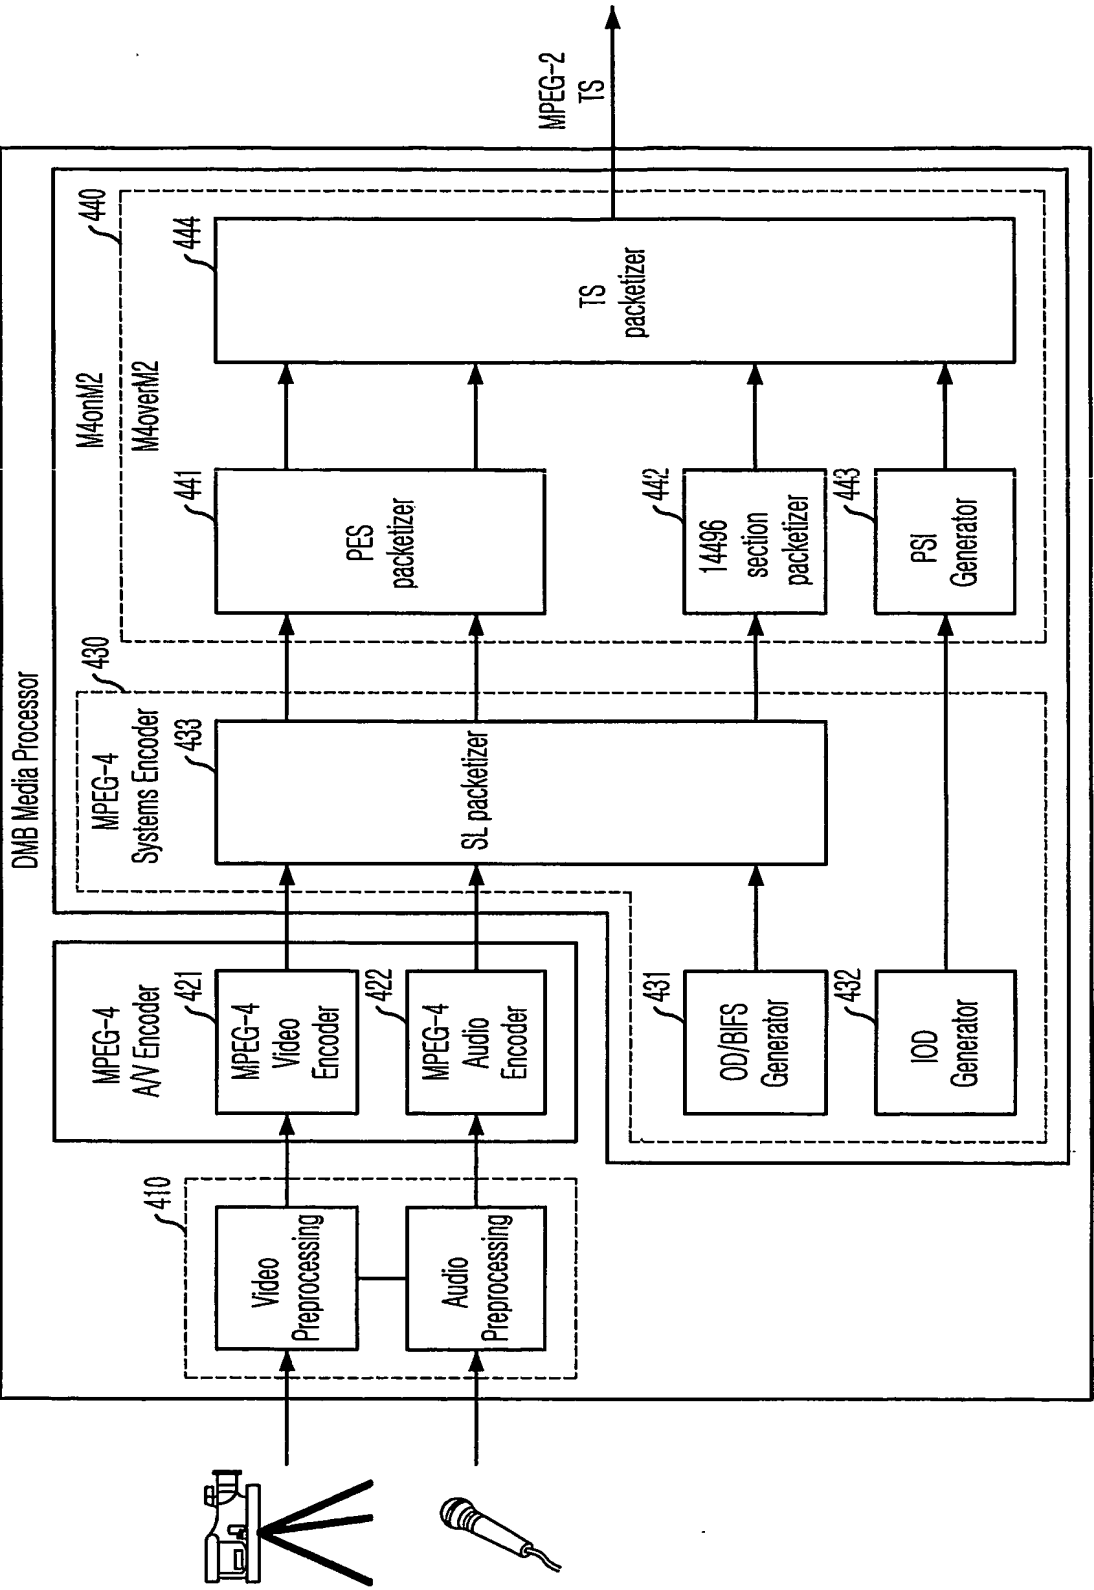 DMB Media Processor
410
Video
Preprocessing
Audio
Preprocessing
MPEG-4
A/V Encoder
421
MPEG-4
Video
Encoder
422
MPEG-4
Audio
Encoder
431
OD/BIFS
Generator
432
IOD
Generator
430
MPEG-4
Systems Encoder
433
SL packetizer
M4onM2
440
M4overM2
441
PES
packetizer
442
14496
section
packetizer
443
PSI
Generator
444
TS
packetizer
MPEG-2
TS